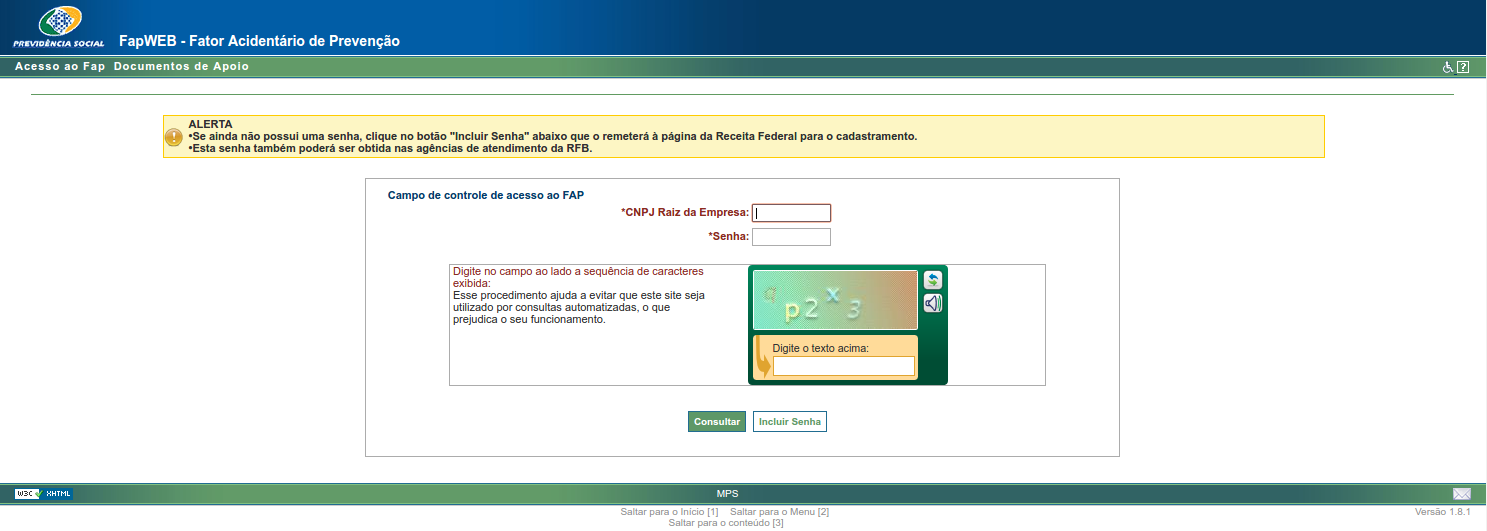 PREVIDÊNCIA SOCIAL
FapWEB - Fator Acidentário de Prevenção
Acesso ao Fap Documentos de Apoio
?
ALERTA
•Se ainda não possui uma senha, clique no botão "Incluir Senha" abaixo que o remeterá à página da Receita Federal para o cadastramento.
•Esta senha também poderá ser obtida nas agências de atendimento da RFB.
Campo de controle de acesso ao FAP
*CNPJ Raiz da Empresa:
*Senha:
Digite no campo ao lado a sequência de caracteres
exibida:
Esse procedimento ajuda a evitar que este site seja
utilizado por consultas automatizadas, o que
prejudica o seu funcionamento.
q p 2 x 3
Digite o texto acima:
Consultar Incluir Senha
W3C XHTML
MPS
Saltar para o Início [1] Saltar para o Menu [2]
Saltar para o conteúdo [3]
Versão 1.8.1